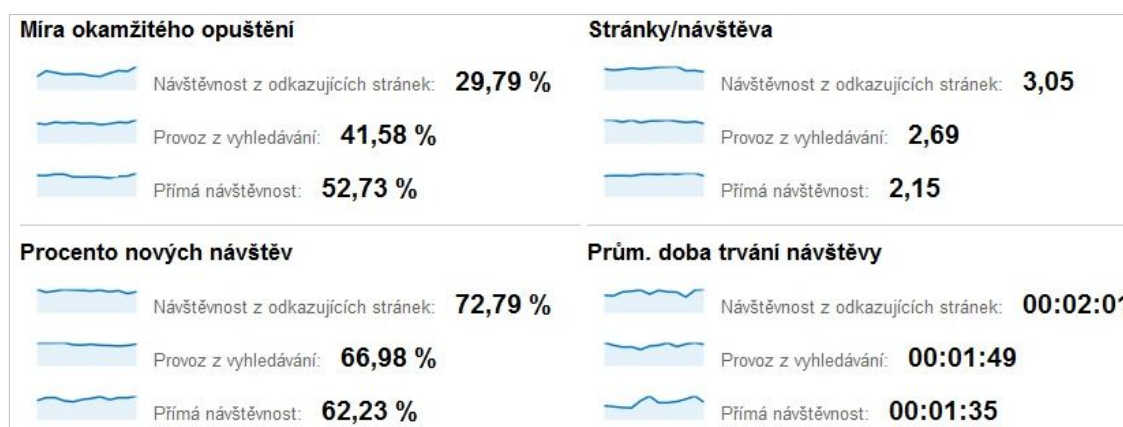 Míra okamžitého opuštění
Návštěvnost z odkazujících stránek: 29,79 %
Provoz z vyhledávání: 41,58 %
Přímá návštěvnost: 52,73 %
Stránky/návštěva
Návštěvnost z odkazujících stránek: 3,05
Provoz z vyhledávání: 2,69
Přímá návštěvnost: 2,15
Procento nových návštěv
Návštěvnost z odkazujících stránek: 72,79 %
Provoz z vyhledávání: 66,98 %
Přímá návštěvnost: 62,23 %
Prům. doba trvání návštěvy
Návštěvnost z odkazujících stránek: 00:02:01
Provoz z vyhledávání: 00:01:49
Přímá návštěvnost: 00:01:35